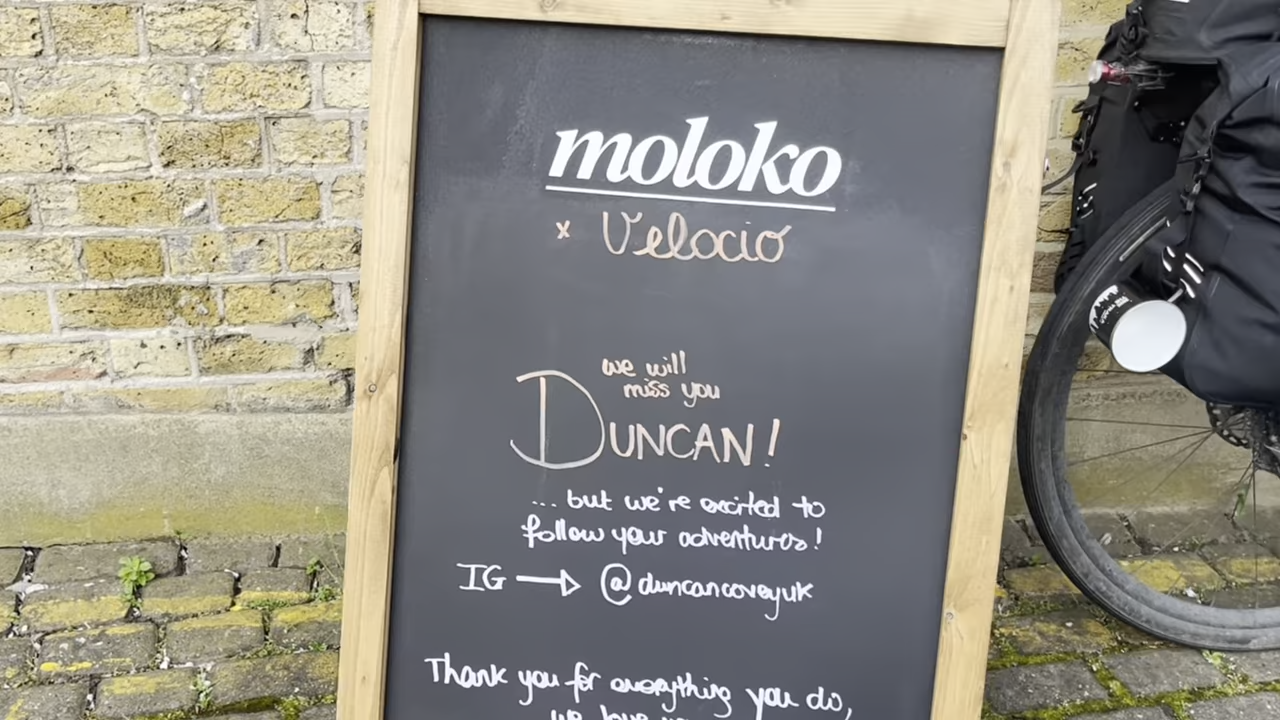 moloko
x Velocio
we will
miss you
DUNCAN!
... but we're excited to
follow your adventures!
IG → @duncancoveyuk
Thank you for everything you do,
we love